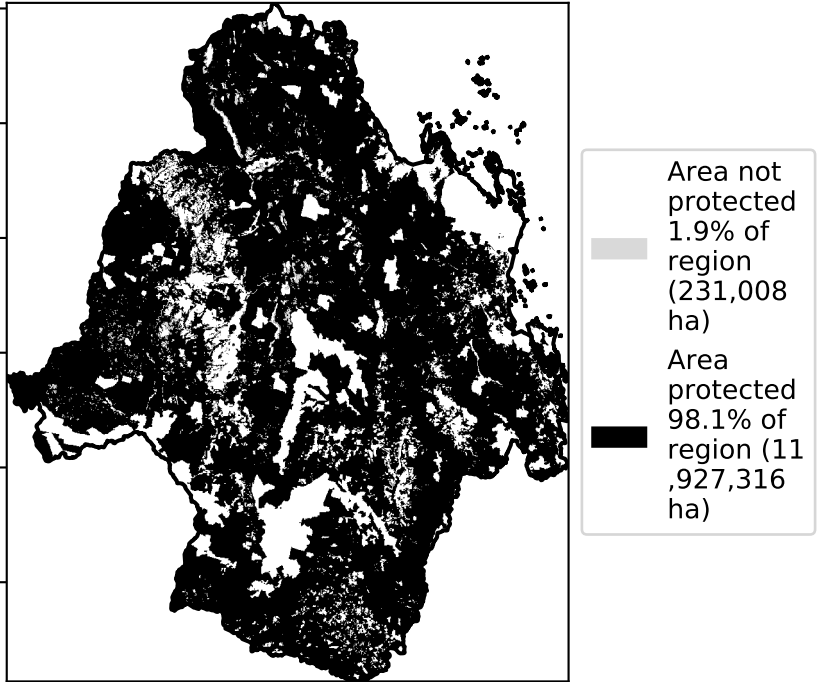 Area not
protected
1.9% of
region
(231,008
ha)
Area
protected
98.1% of
region (11
,927,316
ha)